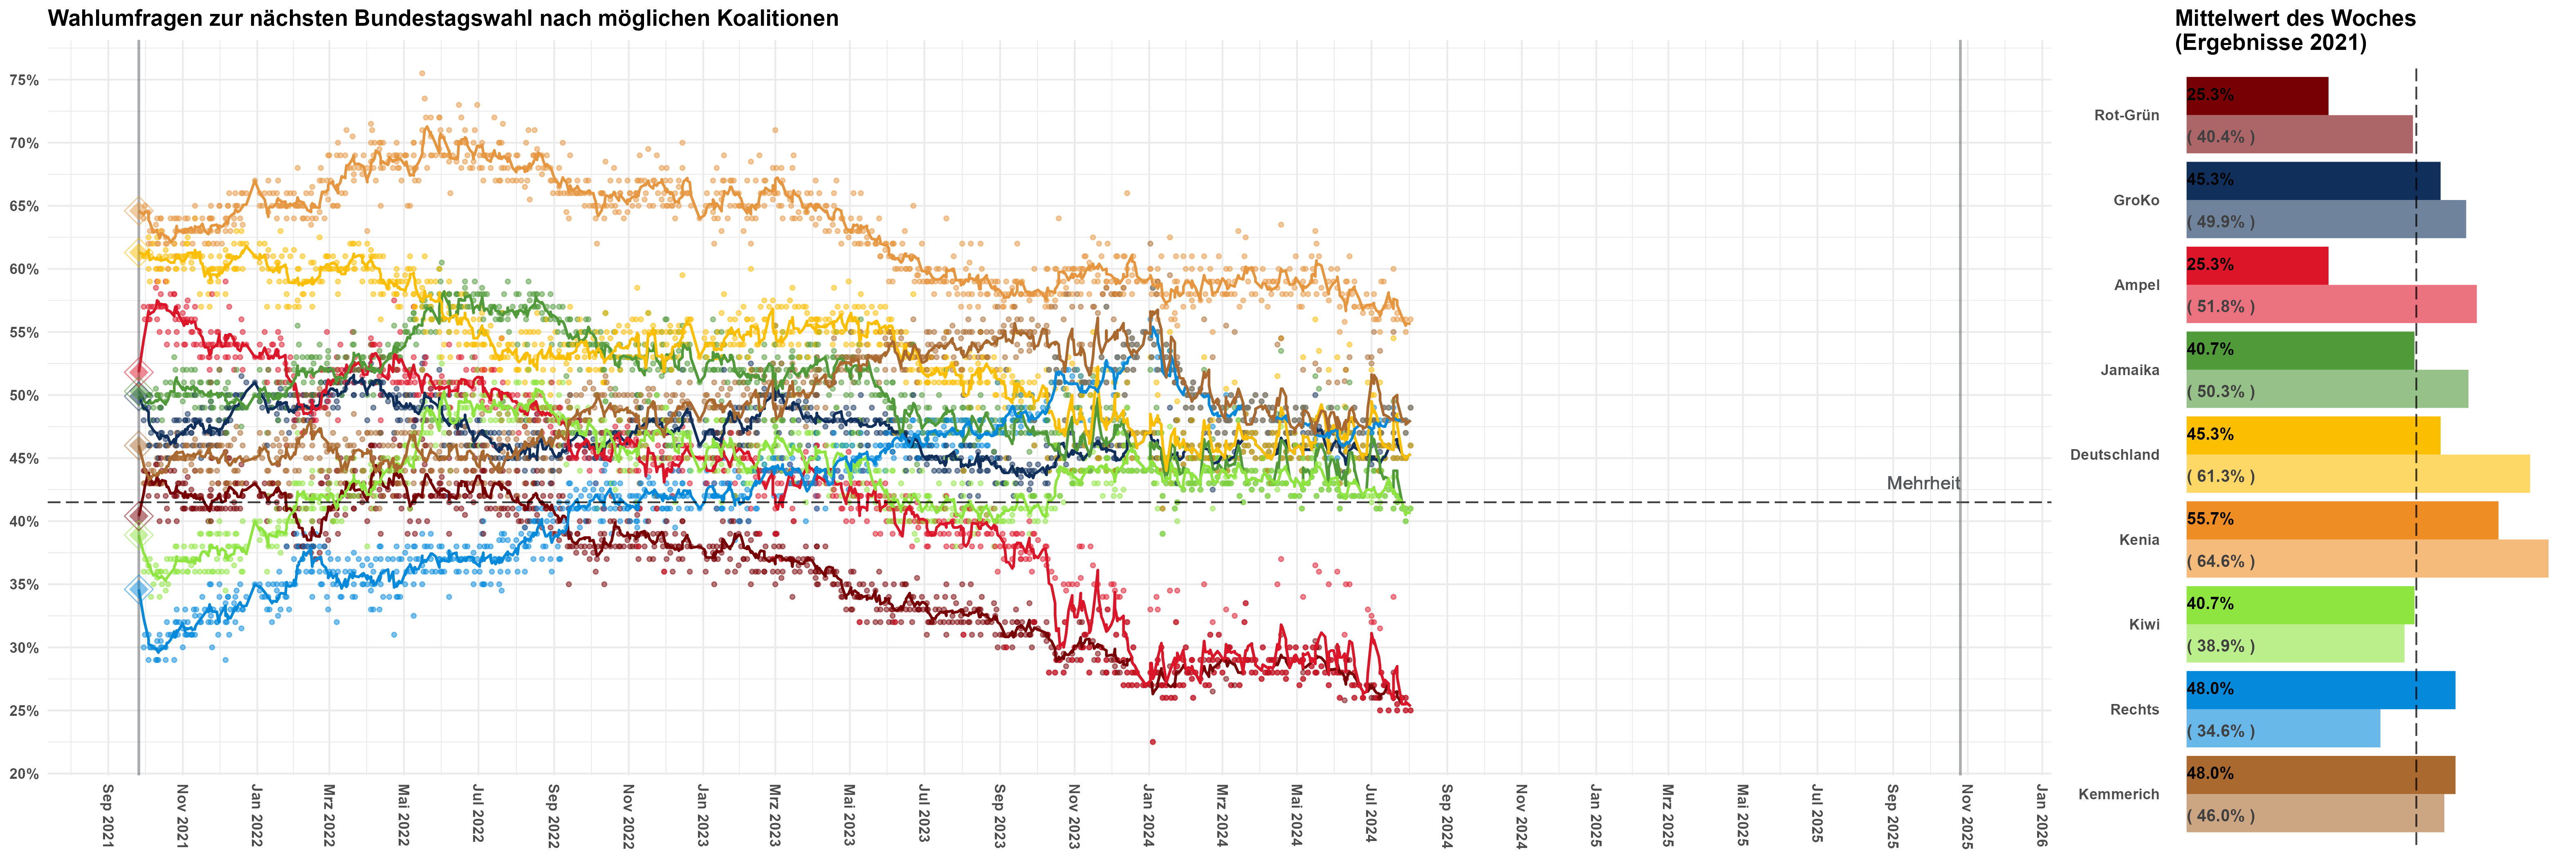 Wahlumfragen zur nächsten Bundestagswahl nach möglichen Koalitionen
75%
70%
65%
60%
55%
50%
45%
40%
35%
30%
25%
20%
Mehrheit
Sep 2021
Nov 2021
Jan 2022
Mrz 2022
Mai 2022
Jul 2022
Sep 2022
Nov 2022
Jan 2023
Mrz 2023
Mai 2023
Jul 2023
Sep 2023
Nov 2023
Jan 2024
Mrz 2024
Mai 2024
Jul 2024
Sep 2024
Nov 2024
Jan 2025
Mrz 2025
Mai 2025
Jul 2025
Sep 2025
Nov 2025
Jan 2026
Mittelwert des Woches
(Ergebnisse 2021)
Rot-Grün
25.3%
( 40.4% )
GroKo
45.3%
( 49.9% )
Ampel
25.3%
( 51.8% )
Jamaika
40.7%
( 50.3% )
Deutschland
45.3%
( 61.3% )
Kenia
55.7%
( 64.6% )
Kiwi
40.7%
( 38.9% )
Rechts
48.0%
( 34.6% )
Kemmerich
48.0%
( 46.0% )